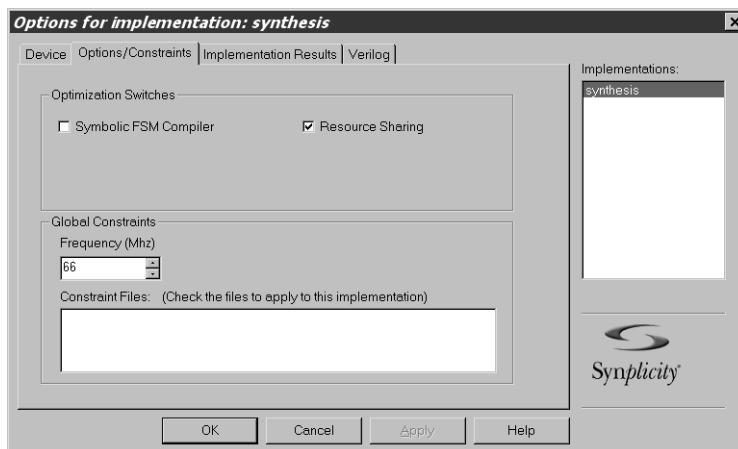 Options for implementation: synthesis
Device
Options/Constraints
Implementation Results
Verilog
Implementations:
synthesis
Optimization Switches
Symbolic FSM Compiler
Resource Sharing
Global Constraints
Frequency (Mhz)
66
Constraint Files: (Check the files to apply to this implementation)
Synplicity
OK
Cancel
Apply
Help